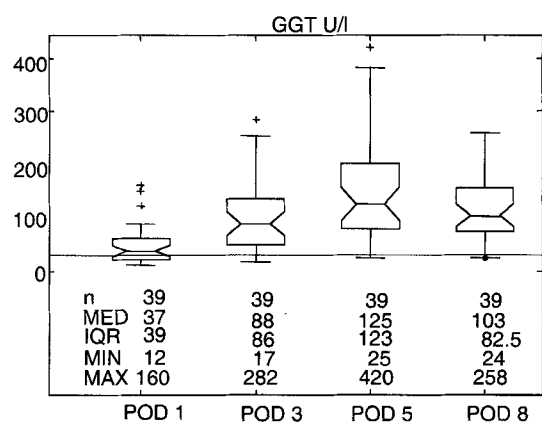 GGT U/l
400
300
200
100
0
n 39 39 39 39
MED 37 88 125 103
IQR 39 86 123 82.5
MIN 12 17 25 24
MAX 160 282 420 258
POD 1 POD 3 POD 5 POD 8